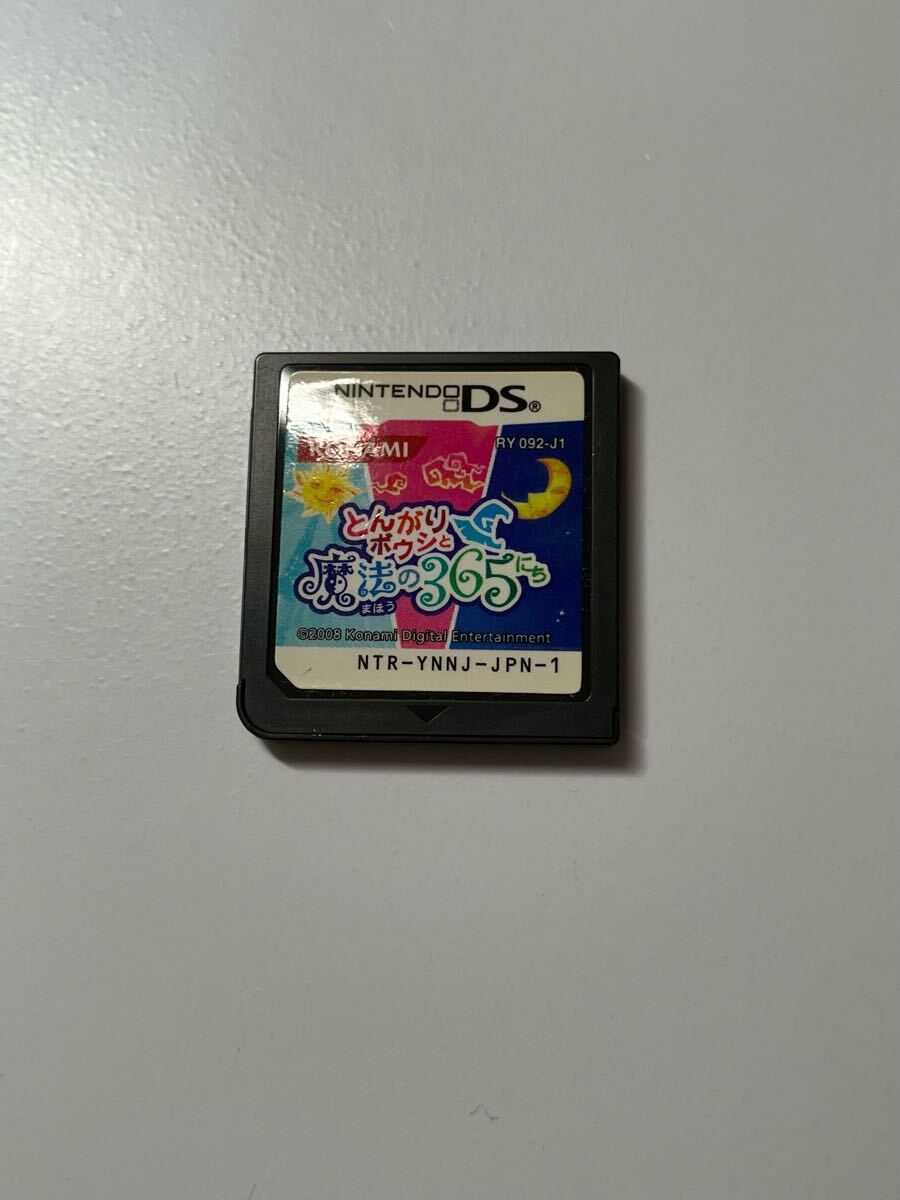 NINTENDO DS®
KONAMI
RY 092-J1
とんがり
ボウシと
魔法の365にち
まほう
©2008 Konami Digital Entertainment
NTR-YNNJ-JPN-1